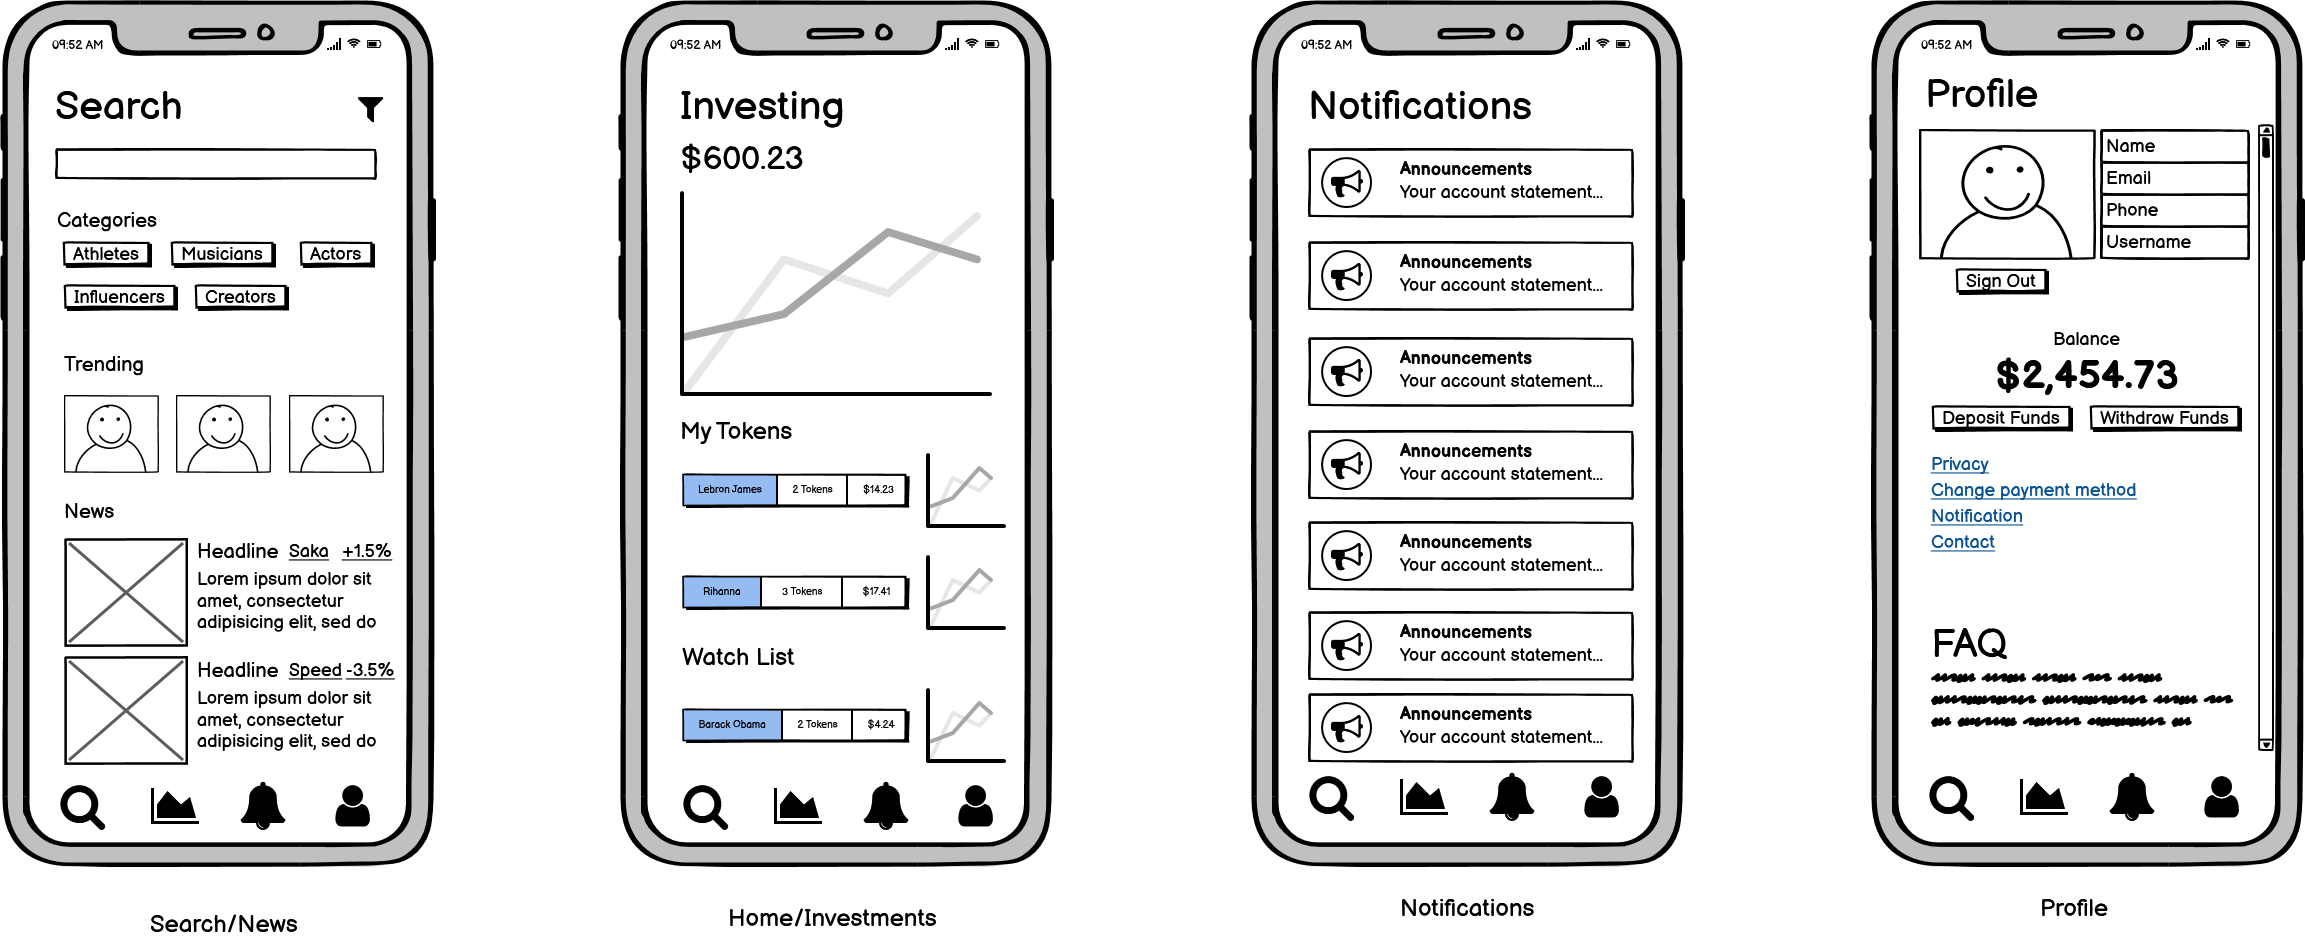 09:52 AM
Search
Categories
Athletes Musicians Actors
Influencers Creators
Trending
News
Headline Saka +1.5%
Lorem ipsum dolor sit
amet, consectetur
adipisicing elit, sed do
Headline Speed -3.5%
Lorem ipsum dolor sit
amet, consectetur
adipisicing elit, sed do
Search/News
09:52 AM
Investing
$600.23
My Tokens
Lebron James 2 Tokens $14.23
Rihanna 3 Tokens $17.41
Watch List
Barack Obama 2 Tokens $4.24
Home/Investments
09:52 AM
Notifications
Announcements
Your account statement...
Announcements
Your account statement...
Announcements
Your account statement...
Announcements
Your account statement...
Announcements
Your account statement...
Announcements
Your account statement...
Announcements
Your account statement...
Notifications
09:52 AM
Profile
Name
Email
Phone
Username
Sign Out
Balance
$2,454.73
Deposit Funds Withdraw Funds
Privacy
Change payment method
Notification
Contact
FAQ
Profile